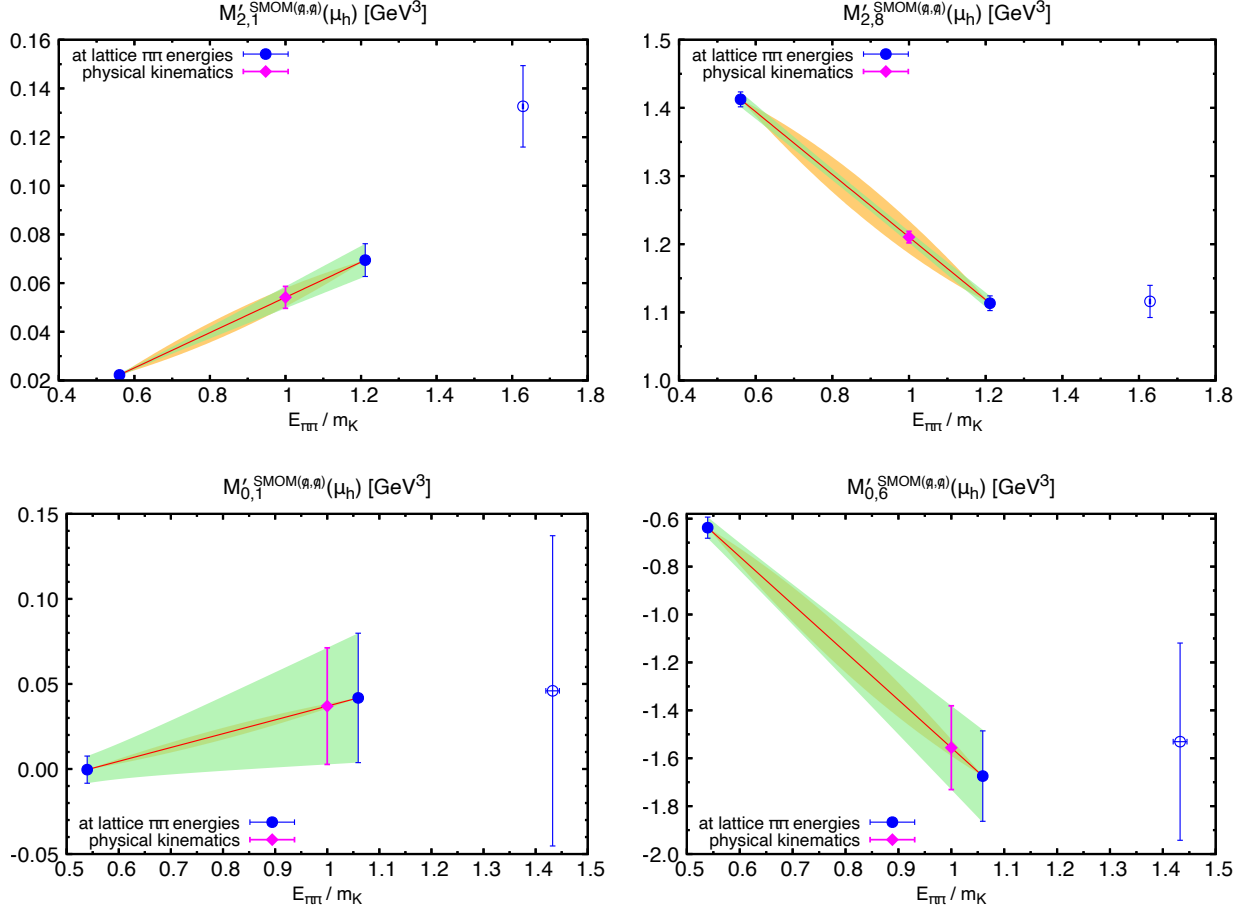 M′2,1 SMOM(q̸,q̸)(μh) [GeV³]
at lattice ππ energies
physical kinematics
0.16
0.14
0.12
0.10
0.08
0.06
0.04
0.02
0.4 0.6 0.8 1 1.2 1.4 1.6 1.8
Eππ / mK
M′2,8 SMOM(q̸,q̸)(μh) [GeV³]
at lattice ππ energies
physical kinematics
1.5
1.4
1.3
1.2
1.1
1.0
0.4 0.6 0.8 1 1.2 1.4 1.6 1.8
Eππ / mK
M′0,1 SMOM(q̸,q̸)(μh) [GeV³]
0.15
0.10
0.05
0.00
-0.05
at lattice ππ energies
physical kinematics
0.5 0.6 0.7 0.8 0.9 1 1.1 1.2 1.3 1.4 1.5
Eππ / mK
M′0,6 SMOM(q̸,q̸)(μh) [GeV³]
-0.6
-0.8
-1.0
-1.2
-1.4
-1.6
-1.8
-2.0
at lattice ππ energies
physical kinematics
0.5 0.6 0.7 0.8 0.9 1 1.1 1.2 1.3 1.4 1.5
Eππ / mK